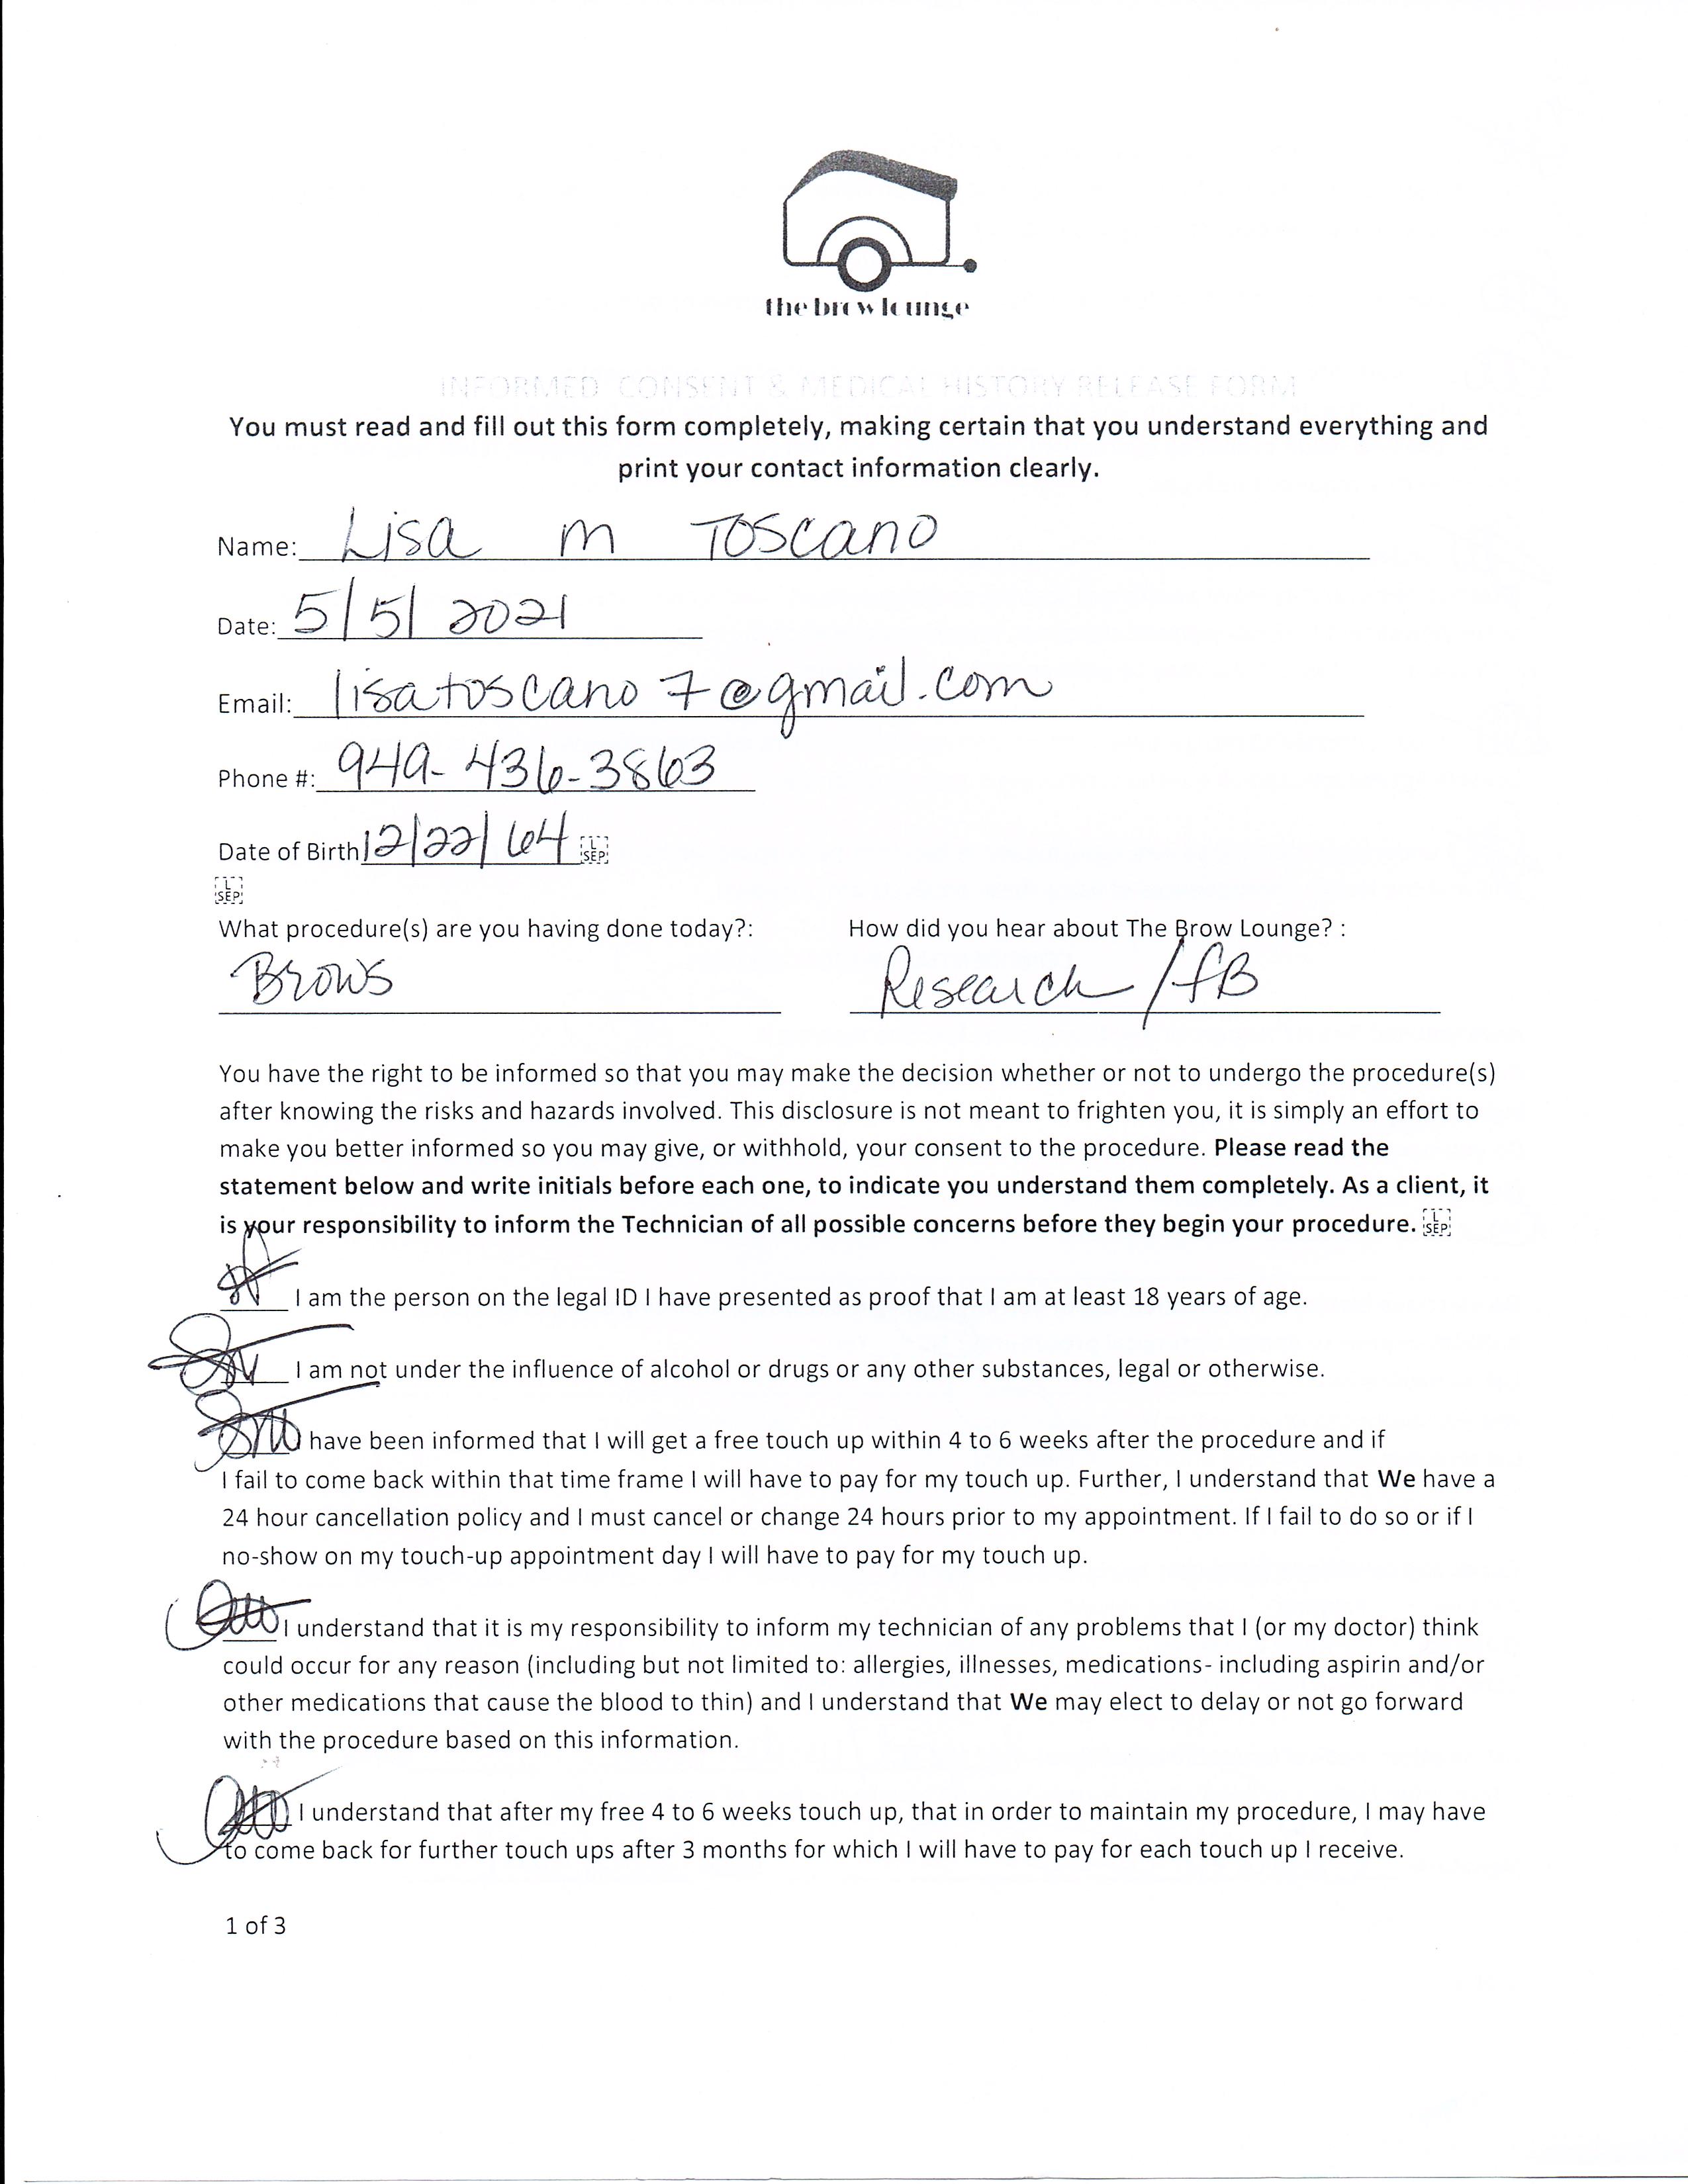 the brow lounge
INFORMED CONSENT & MEDICAL HISTORY RELEASE FORM
You must read and fill out this form completely, making certain that you understand everything and
print your contact information clearly.
Name: Lisa m Toscano
Date: 5/5/2021
Email: lisatoscano7@gmail.com
Phone #: 949-436-3863
Date of Birth 12/22/64 L SEP
L SEP
What procedure(s) are you having done today?: How did you hear about The Brow Lounge? :
Brows Research/fB
You have the right to be informed so that you may make the decision whether or not to undergo the procedure(s)
after knowing the risks and hazards involved. This disclosure is not meant to frighten you, it is simply an effort to
make you better informed so you may give, or withhold, your consent to the procedure. Please read the
statement below and write initials before each one, to indicate you understand them completely. As a client, it
is your responsibility to inform the Technician of all possible concerns before they begin your procedure. L SEP
I am the person on the legal ID I have presented as proof that I am at least 18 years of age.
I am not under the influence of alcohol or drugs or any other substances, legal or otherwise.
have been informed that I will get a free touch up within 4 to 6 weeks after the procedure and if
I fail to come back within that time frame I will have to pay for my touch up. Further, I understand that We have a
24 hour cancellation policy and I must cancel or change 24 hours prior to my appointment. If I fail to do so or if I
no-show on my touch-up appointment day I will have to pay for my touch up.
I understand that it is my responsibility to inform my technician of any problems that I (or my doctor) think
could occur for any reason (including but not limited to: allergies, illnesses, medications- including aspirin and/or
other medications that cause the blood to thin) and I understand that We may elect to delay or not go forward
with the procedure based on this information.
I understand that after my free 4 to 6 weeks touch up, that in order to maintain my procedure, I may have
to come back for further touch ups after 3 months for which I will have to pay for each touch up I receive.
1 of 3